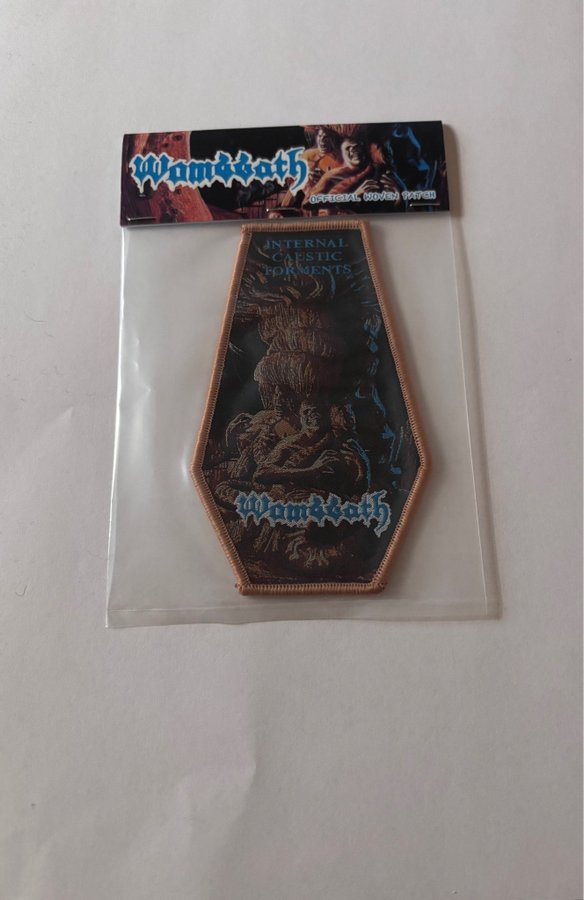 Wombbath
OFFICIAL WOVEN PATCH
INTERNAL
CAUSTIC
TORMENTS
Wombbath